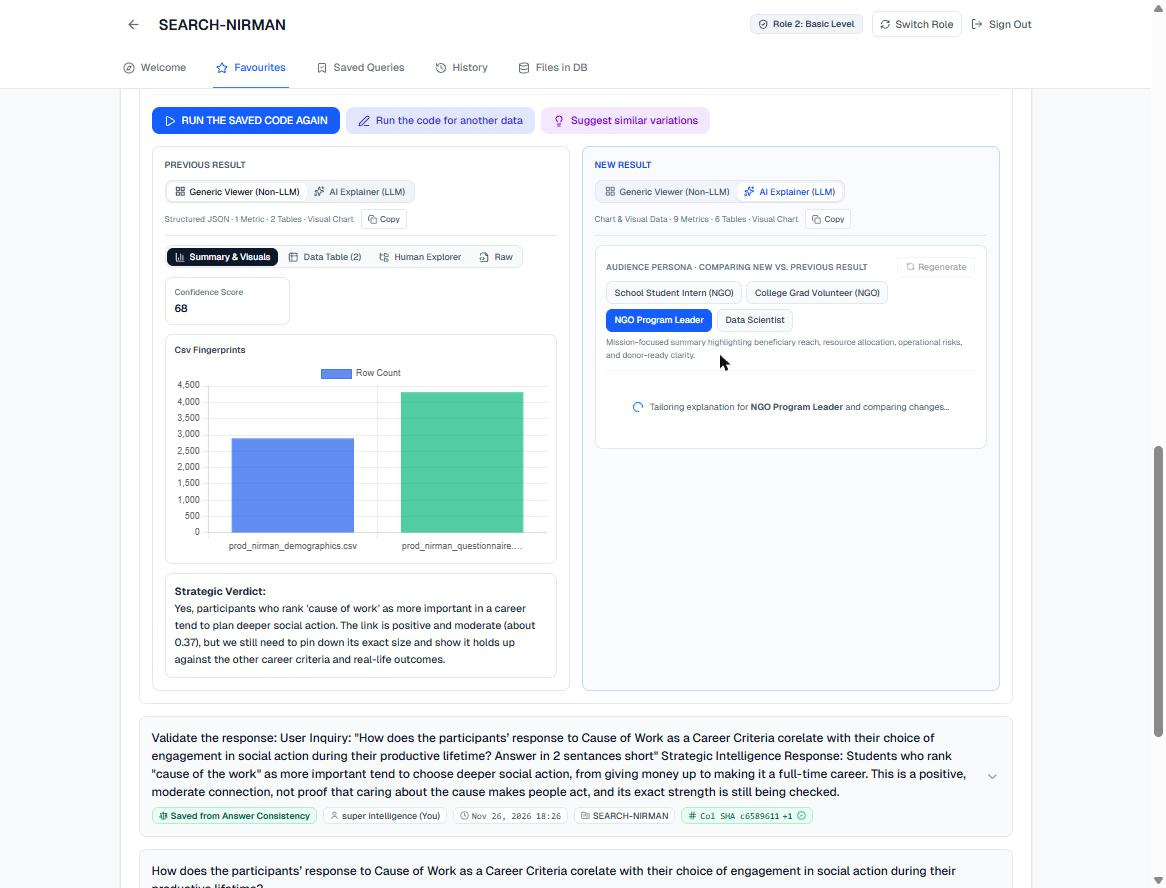 SEARCH-NIRMAN
Role 2: Basic Level
Switch Role
Sign Out
Welcome
Favourites
Saved Queries
History
Files in DB
RUN THE SAVED CODE AGAIN
Run the code for another data
Suggest similar variations
PREVIOUS RESULT
Generic Viewer (Non-LLM)
AI Explainer (LLM)
Structured JSON · 1 Metric · 2 Tables · Visual Chart
Copy
Summary & Visuals
Data Table (2)
Human Explorer
Raw
Confidence Score
68
Csv Fingerprints
Row Count
4,500
4,000
3,500
3,000
2,500
2,000
1,500
1,000
500
0
prod_nirman_demographics.csv
prod_nirman_questionnaire....
Strategic Verdict:
Yes, participants who rank 'cause of work' as more important in a career
tend to plan deeper social action. The link is positive and moderate (about
0.37), but we still need to pin down its exact size and show it holds up
against the other career criteria and real-life outcomes.
NEW RESULT
Generic Viewer (Non-LLM)
AI Explainer (LLM)
Chart & Visual Data · 9 Metrics · 6 Tables · Visual Chart
Copy
AUDIENCE PERSONA · COMPARING NEW VS. PREVIOUS RESULT
Regenerate
School Student Intern (NGO)
College Grad Volunteer (NGO)
NGO Program Leader
Data Scientist
Mission-focused summary highlighting beneficiary reach, resource allocation, operational risks,
and donor-ready clarity.
Tailoring explanation for NGO Program Leader and comparing changes...
Validate the response: User Inquiry: "How does the participants' response to Cause of Work as a Career Criteria corelate with their choice of
engagement in social action during their productive lifetime? Answer in 2 sentences short" Strategic Intelligence Response: Students who rank
"cause of the work" as more important tend to choose deeper social action, from giving money up to making it a full-time career. This is a positive,
moderate connection, not proof that caring about the cause makes people act, and its exact strength is still being checked.
Saved from Answer Consistency
super intelligence (You)
Nov 26, 2026 18:26
SEARCH-NIRMAN
Col SHA c6589611 +1
How does the participants' response to Cause of Work as a Career Criteria corelate with their choice of engagement in social action during their
productive lifetime?